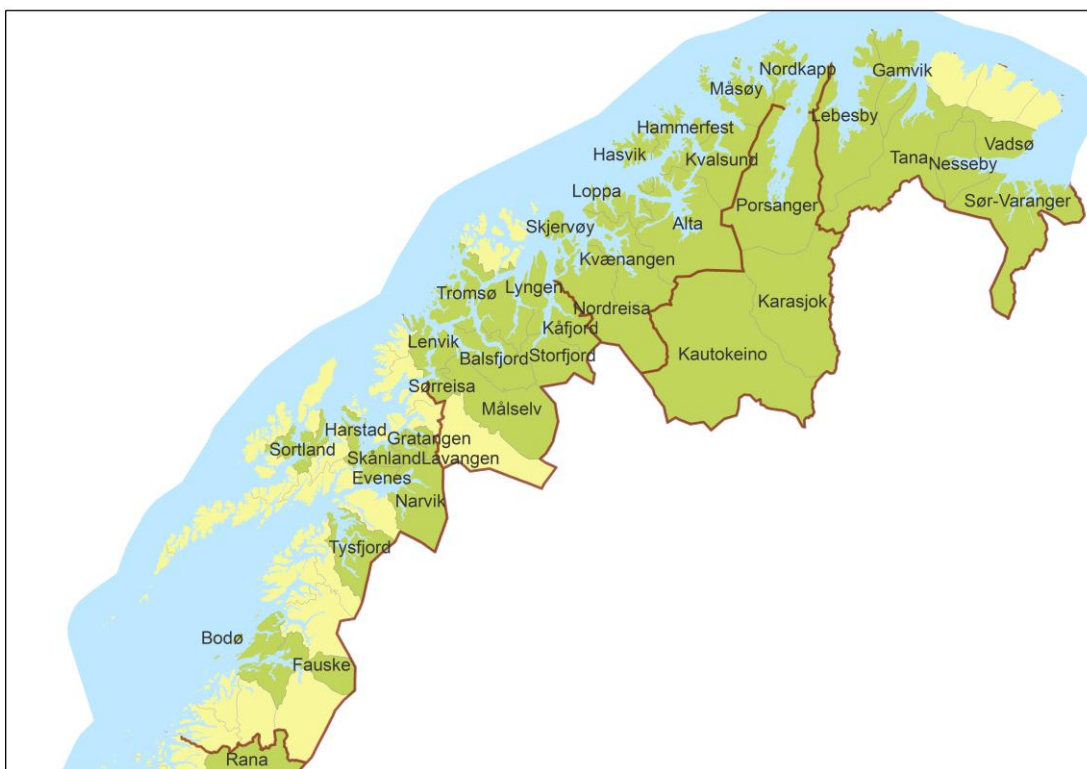 Nordkapp
Gamvik
Måsøy
Lebesby
Hammerfest
Vadsø
Hasvik
Kvalsund
Tana
Nesseby
Loppa
Sør-Varanger
Porsanger
Skjervøy
Alta
Kvænangen
Lyngen
Tromsø
Nordreisa
Karasjok
Kåfjord
Lenvik
Balsfjord
Storfjord
Kautokeino
Sørreisa
Målselv
Harstad
Gratangen
Sortland
Skånland
Lavangen
Evenes
Narvik
Tysfjord
Bodø
Fauske
Rana